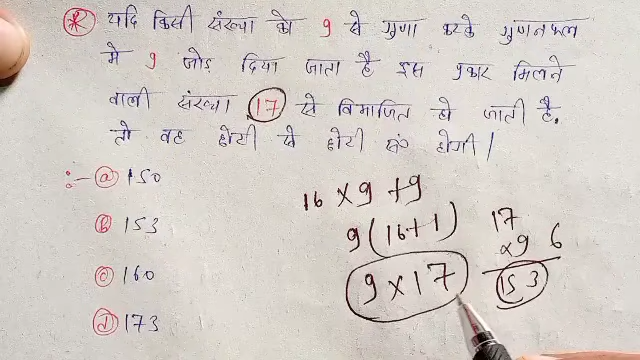 यदि किसी संख्या को 9 से गुणा करके गुणनफल
मे 9 जोड़ दिया जाता है इस प्रकार मिलने
वाली संख्या 17 से विभाजित हो जाती है.
तो वह छोटी से छोटी सं० होगी।
:- (a) 150
(b) 153
(c) 160
(d) 173
16 × 9 + 9
9 (16+1)
9 × 17
17
×9 6
153